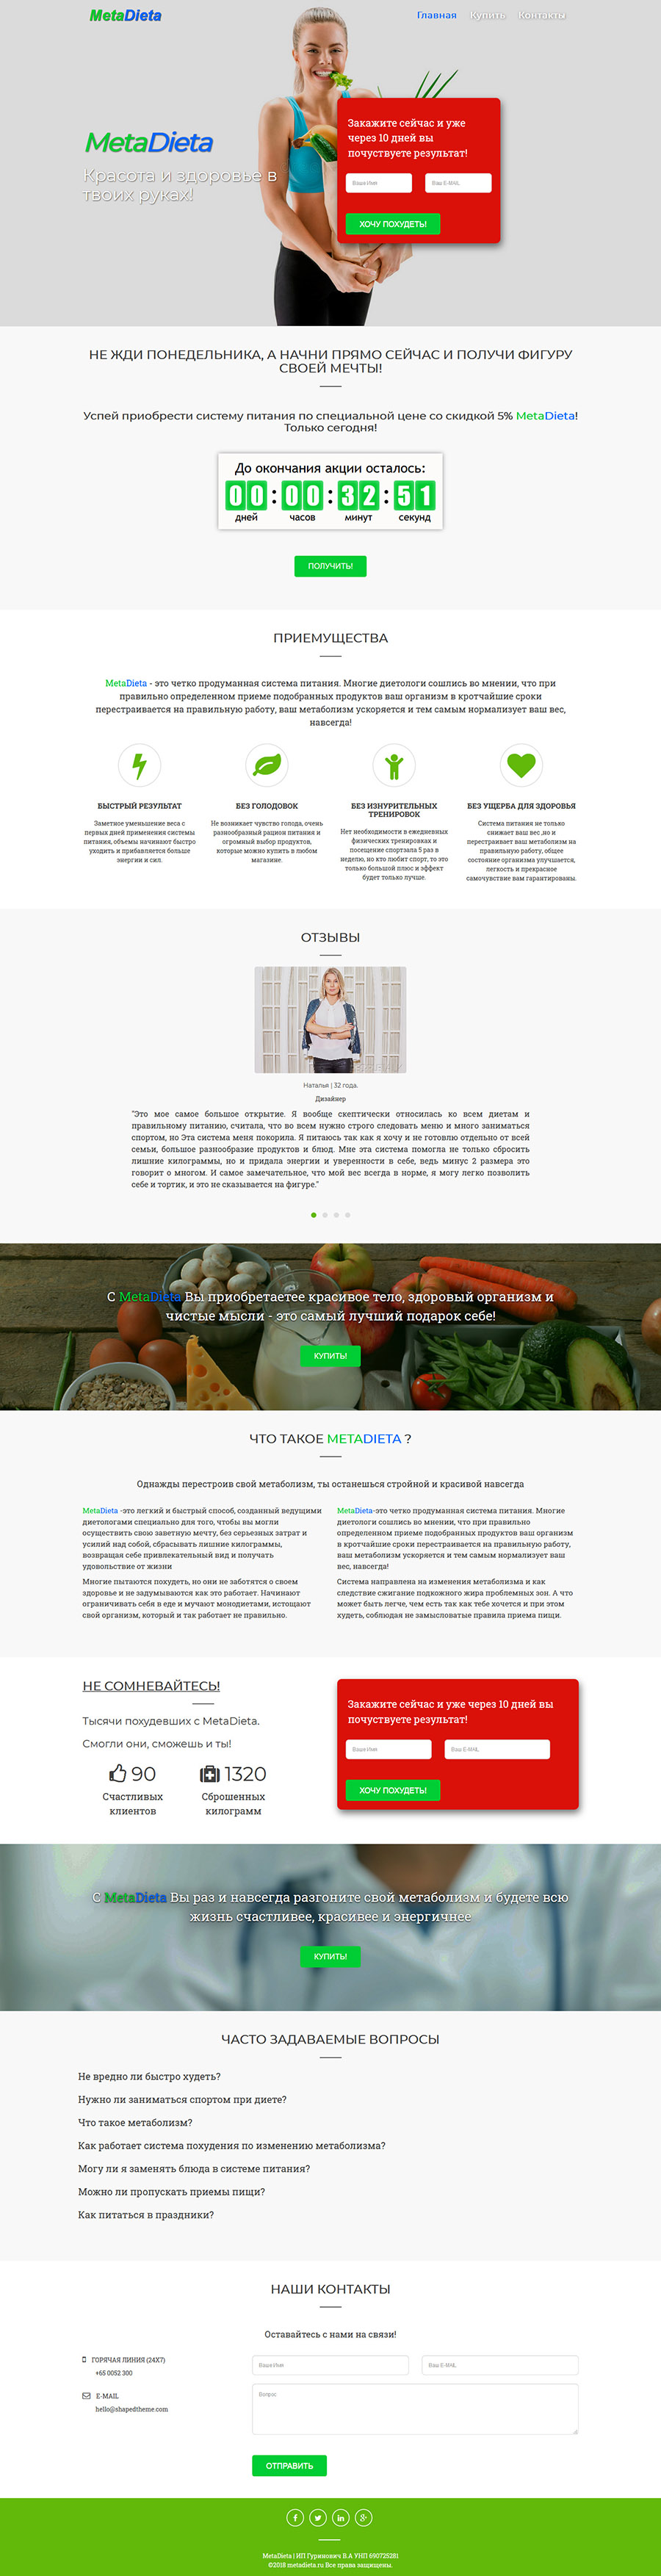 MetaDieta
Главная Купить Контакты
MetaDieta
Красота и здоровье в
твоих руках!
Закажите сейчас и уже
через 10 дней вы
почуствуете результат!
Ваше Имя
Ваш E-MAIL
ХОЧУ ПОХУДЕТЬ!
НЕ ЖДИ ПОНЕДЕЛЬНИКА, А НАЧНИ ПРЯМО СЕЙЧАС И ПОЛУЧИ ФИГУРУ
СВОЕЙ МЕЧТЫ!
Успей приобрести систему питания по специальной цене со скидкой 5% MetaDieta!
Только сегодня!
До окончания акции осталось:
00 : 00 : 32 : 51
дней часов минут секунд
ПОЛУЧИТЬ!
ПРИЕМУЩЕСТВА
MetaDieta - это четко продуманная система питания. Многие диетологи сошлись во мнении, что при
правильно определенном приеме подобранных продуктов ваш организм в кротчайшие сроки
перестраивается на правильную работу, ваш метаболизм ускоряется и тем самым нормализует ваш вес,
навсегда!
БЫСТРЫЙ РЕЗУЛЬТАТ
Заметное уменьшение веса с
первых дней применения системы
питания, объемы начинают быстро
уходить и прибавляется больше
энергии и сил.
БЕЗ ГОЛОДОВОК
Не возникает чувство голода, очень
разнообразный рацион питания и
огромный выбор продуктов,
которые можно купить в любом
магазине.
БЕЗ ИЗНУРИТЕЛЬНЫХ
ТРЕНИРОВОК
Нет необходимости в ежедневных
физических тренировках и
посещение спортзала 5 раз в
неделю, но кто любит спорт, то это
только большой плюс и эффект
будет только лучше.
БЕЗ УЩЕРБА ДЛЯ ЗДОРОВЬЯ
Система питания не только
снижает ваш вес ,но и
перестраивает ваш метаболизм на
правильную работу, общее
состояние организма улучшается,
легкость и прекрасное
самочувствие вам гарантированы.
ОТЗЫВЫ
Наталья | 32 года.
Дизайнер
"Это мое самое большое открытие. Я вообще скептически относилась ко всем диетам и
правильному питанию, считала, что во всем нужно строго следовать меню и много заниматься
спортом, но Эта система меня покорила. Я питаюсь так как я хочу и не готовлю отдельно от всей
семьи, большое разнообразие продуктов и блюд. Мне эта система помогла не только сбросить
лишние килограммы, но и придала энергии и уверенности в себе, ведь минус 2 размера это
говорит о многом. И самое замечательное, что мой вес всегда в норме, я могу легко позволить
себе и тортик, и это не сказывается на фигуре."
С MetaDieta Вы приобретаетее красивое тело, здоровый организм и
чистые мысли - это самый лучший подарок себе!
КУПИТЬ!
ЧТО ТАКОЕ METADIETA ?
Однажды перестроив свой метаболизм, ты останешься стройной и красивой навсегда
MetaDieta -это легкий и быстрый способ, созданный ведущими
диетологами специально для того, чтобы вы могли
осуществить свою заветную мечту, без серьезных затрат и
усилий над собой, сбрасывать лишние килограммы,
возвращая себе привлекательный вид и получать
удовольствие от жизни
Многие пытаются похудеть, но они не заботятся о своем
здоровье и не задумываются как это работает. Начинают
ограничивать себя в еде и мучают монодиетами, истощают
свой организм, который и так работает не правильно.
MetaDieta-это четко продуманная система питания. Многие
диетологи сошлись во мнении, что при правильно
определенном приеме подобранных продуктов ваш организм
в кротчайшие сроки перестраивается на правильную работу,
ваш метаболизм ускоряется и тем самым нормализует ваш
вес, навсегда!
Система направлена на изменения метаболизма и как
следствие сжигание подкожного жира проблемных зон. А что
может быть легче, чем есть так как тебе хочется и при этом
худеть, соблюдая не замысловатые правила приема пищи.
НЕ СОМНЕВАЙТЕСЬ!
Тысячи похудевших с MetaDieta.
Смогли они, сможешь и ты!
90
Счастливых
клиентов
1320
Сброшенных
килограмм
Закажите сейчас и уже через 10 дней вы
почуствуете результат!
Ваше Имя
Ваш E-MAIL
ХОЧУ ПОХУДЕТЬ!
С MetaDieta Вы раз и навсегда разгоните свой метаболизм и будете всю
жизнь счастливее, красивее и энергичнее
КУПИТЬ!
ЧАСТО ЗАДАВАЕМЫЕ ВОПРОСЫ
Не вредно ли быстро худеть?
Нужно ли заниматься спортом при диете?
Что такое метаболизм?
Как работает система похудения по изменению метаболизма?
Могу ли я заменять блюда в системе питания?
Можно ли пропускать приемы пищи?
Как питаться в праздники?
НАШИ КОНТАКТЫ
Оставайтесь с нами на связи!
ГОРЯЧАЯ ЛИНИЯ (24X7)
+65 0052 300
E-MAIL
hello@shapedtheme.com
Ваше Имя
Ваш E-MAIL
Вопрос
ОТПРАВИТЬ
MetaDieta | ИП Гуринович В.А УНП 690725281
©2018 metadieta.ru Все права защищены.